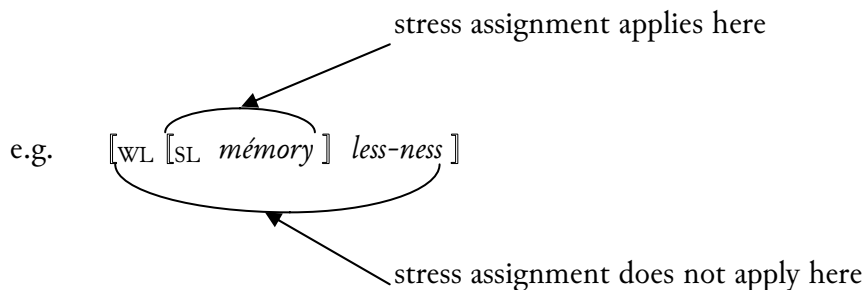 stress assignment applies here
e.g. ⟦WL ⟦SL mémory⟧ less-ness⟧
stress assignment does not apply here